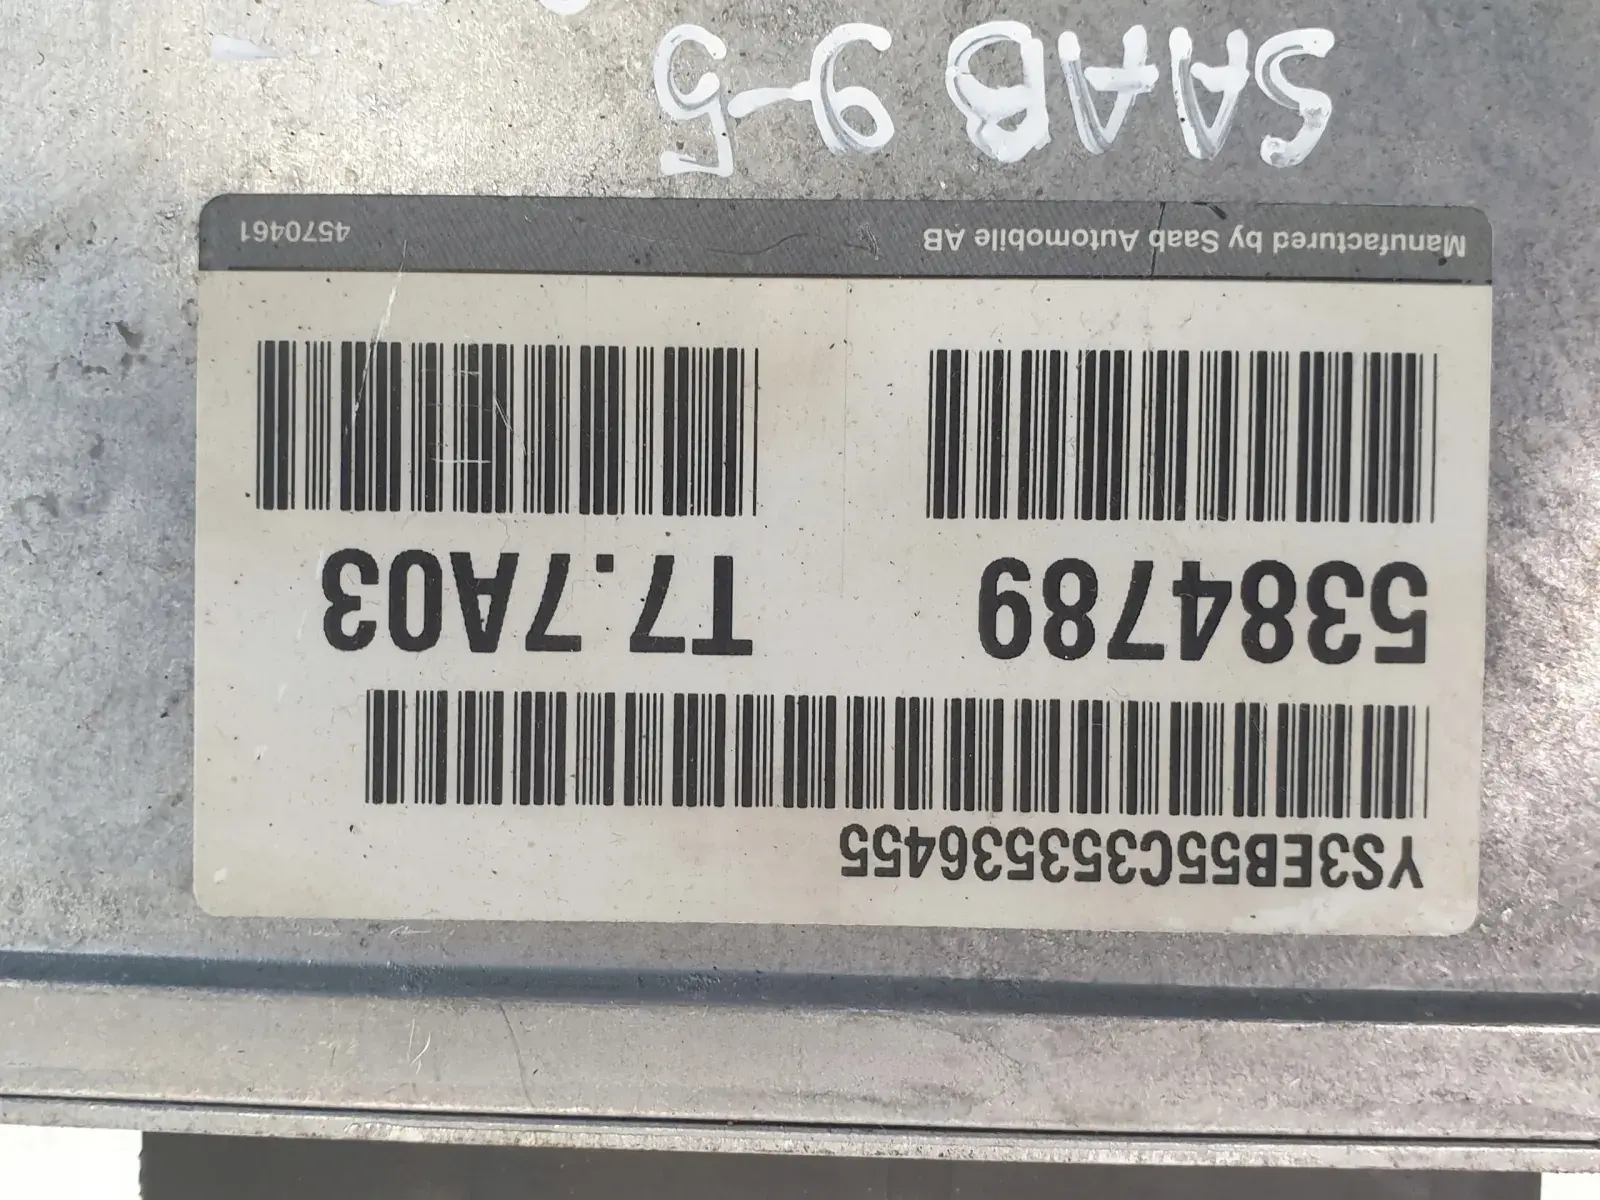 YS3EB55C353536455
5384789 T7.7A03
Manufactured by Saab Automobile AB 4570461
SAAB 9-5